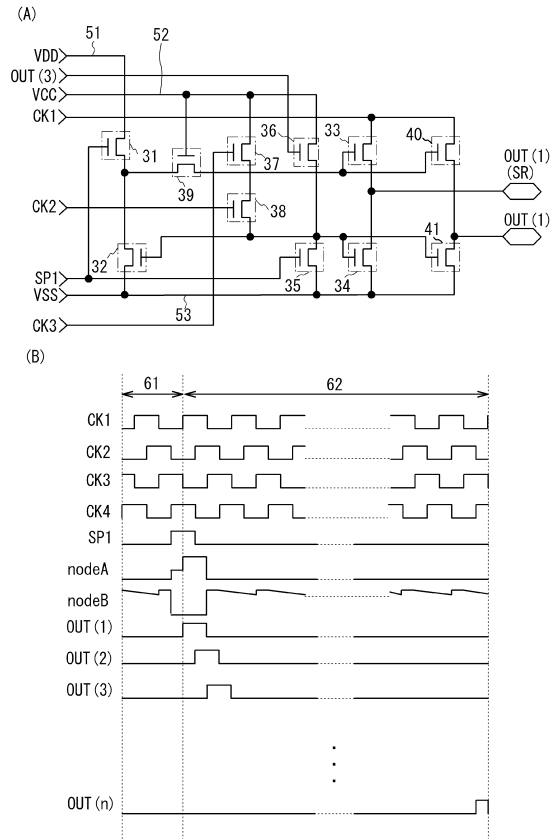 (A)
51
VDD
OUT(3)
52
VCC
CK1
36
33
40
31
37
39
OUT(1)
(SR)
CK2
38
OUT(1)
32
41
SP1
35
34
VSS
53
CK3
(B)
61
62
CK1
CK2
CK3
CK4
SP1
nodeA
nodeB
OUT(1)
OUT(2)
OUT(3)
OUT(n)